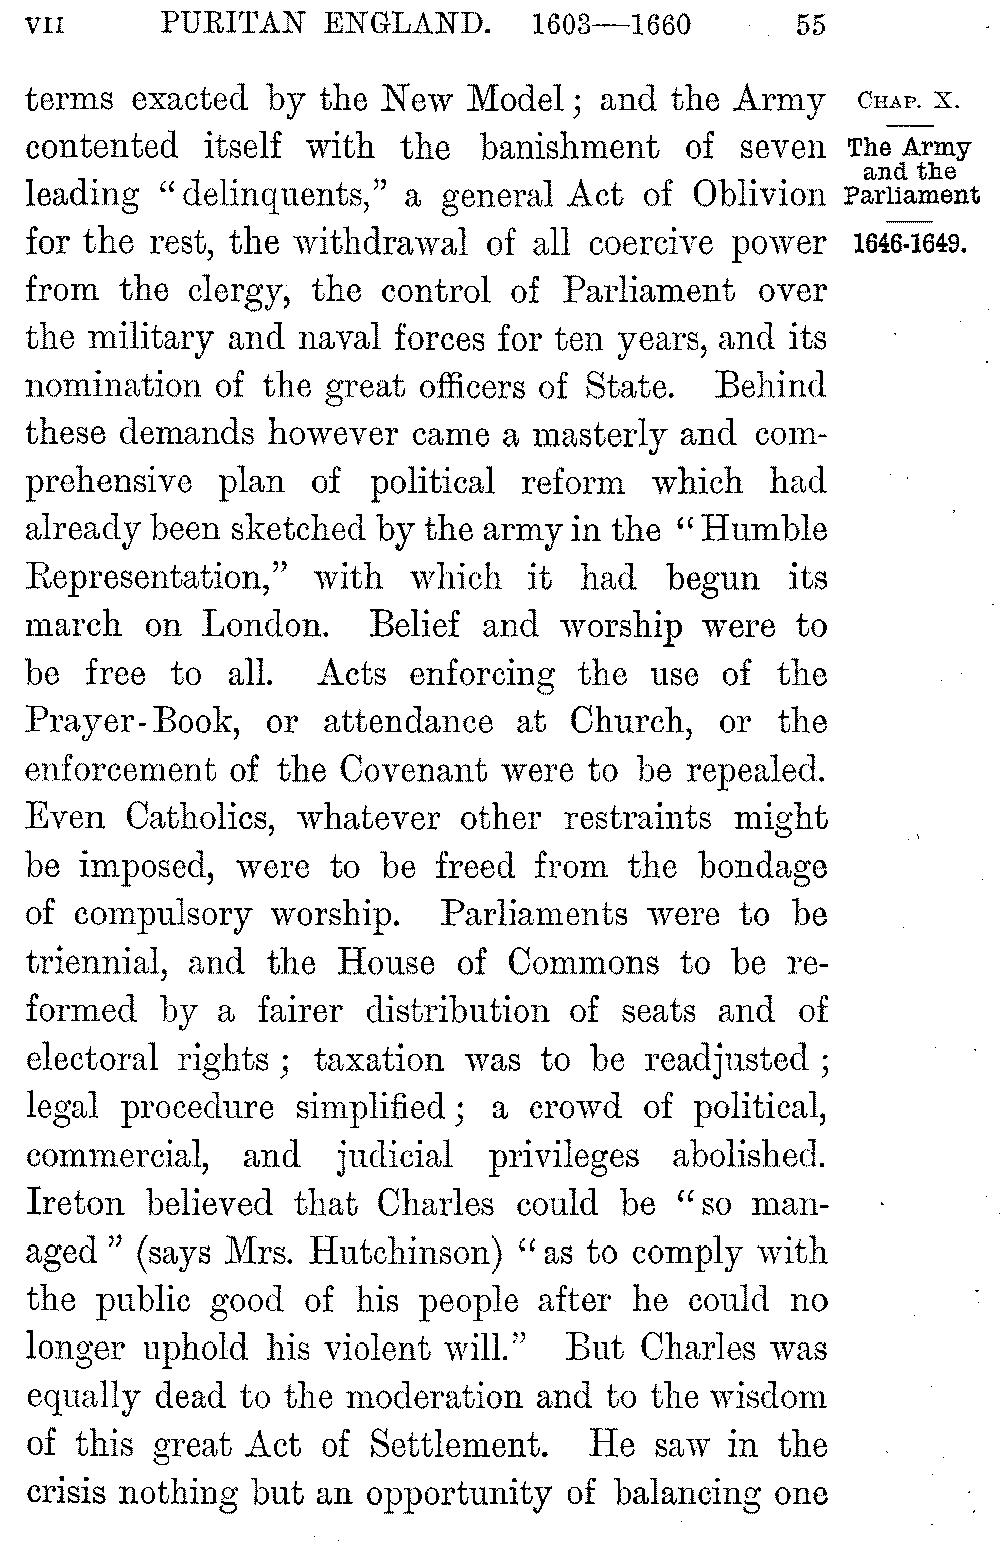 VII PURITAN ENGLAND. 1603—1660 55
terms exacted by the New Model; and the Army
contented itself with the banishment of seven
leading “delinquents,” a general Act of Oblivion
for the rest, the withdrawal of all coercive power
from the clergy, the control of Parliament over
the military and naval forces for ten years, and its
nomination of the great officers of State. Behind
these demands however came a masterly and com-
prehensive plan of political reform which had
already been sketched by the army in the “Humble
Representation,” with which it had begun its
march on London. Belief and worship were to
be free to all. Acts enforcing the use of the
Prayer-Book, or attendance at Church, or the
enforcement of the Covenant were to be repealed.
Even Catholics, whatever other restraints might
be imposed, were to be freed from the bondage
of compulsory worship. Parliaments were to be
triennial, and the House of Commons to be re-
formed by a fairer distribution of seats and of
electoral rights; taxation was to be readjusted;
legal procedure simplified; a crowd of political,
commercial, and judicial privileges abolished.
Ireton believed that Charles could be “so man-
aged” (says Mrs. Hutchinson) “as to comply with
the public good of his people after he could no
longer uphold his violent will.” But Charles was
equally dead to the moderation and to the wisdom
of this great Act of Settlement. He saw in the
crisis nothing but an opportunity of balancing one
CHAP. X.
The Army
and the
Parliament
1646-1649.